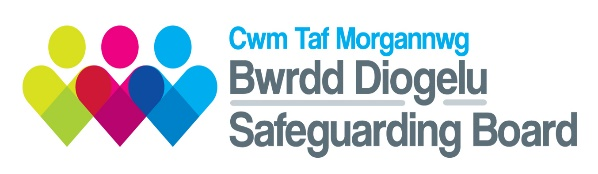 Cwm Taf Morgannwg
Bwrdd Diogelu
Safeguarding Board